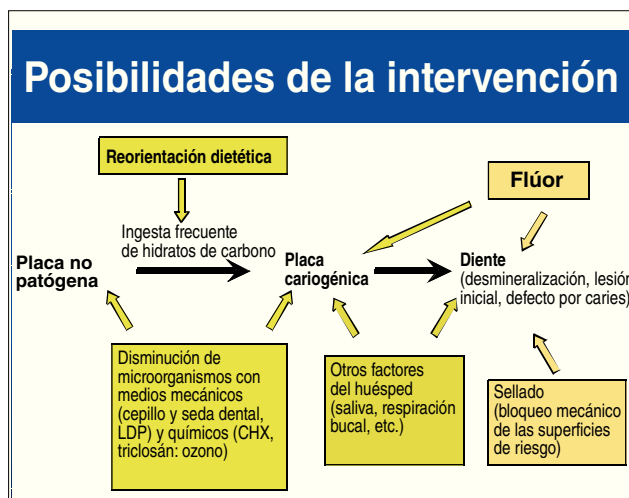 Posibilidades de la intervención
Reorientación dietética
Flúor
Ingesta frecuente
de hidratos de carbono
Placa no
patógena
Placa
cariogénica
Diente
(desmineralización, lesión
inicial, defecto por caries)
Disminución de
microorganismos con
medios mecánicos
(cepillo y seda dental,
LDP) y químicos (CHX,
triclosán: ozono)
Otros factores
del huésped
(saliva, respiración
bucal, etc.)
Sellado
(bloqueo mecánico
de las superficies
de riesgo)